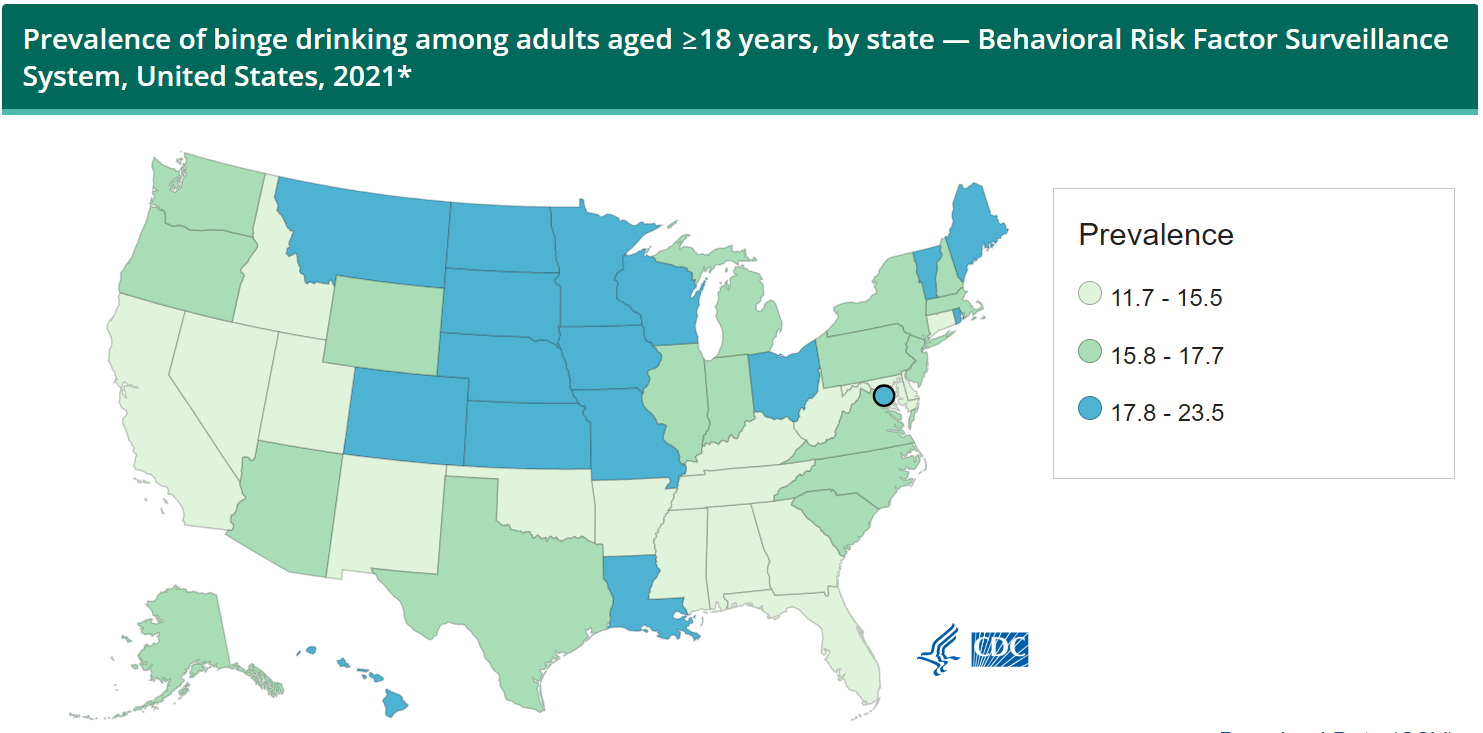 Prevalence of binge drinking among adults aged ≥18 years, by state — Behavioral Risk Factor Surveillance
System, United States, 2021*
Prevalence
11.7 - 15.5
15.8 - 17.7
17.8 - 23.5
CDC